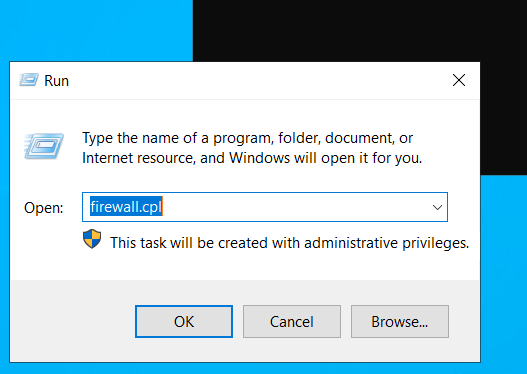 Run
Type the name of a program, folder, document, or
Internet resource, and Windows will open it for you.
Open: firewall.cpl
This task will be created with administrative privileges.
OK Cancel Browse...